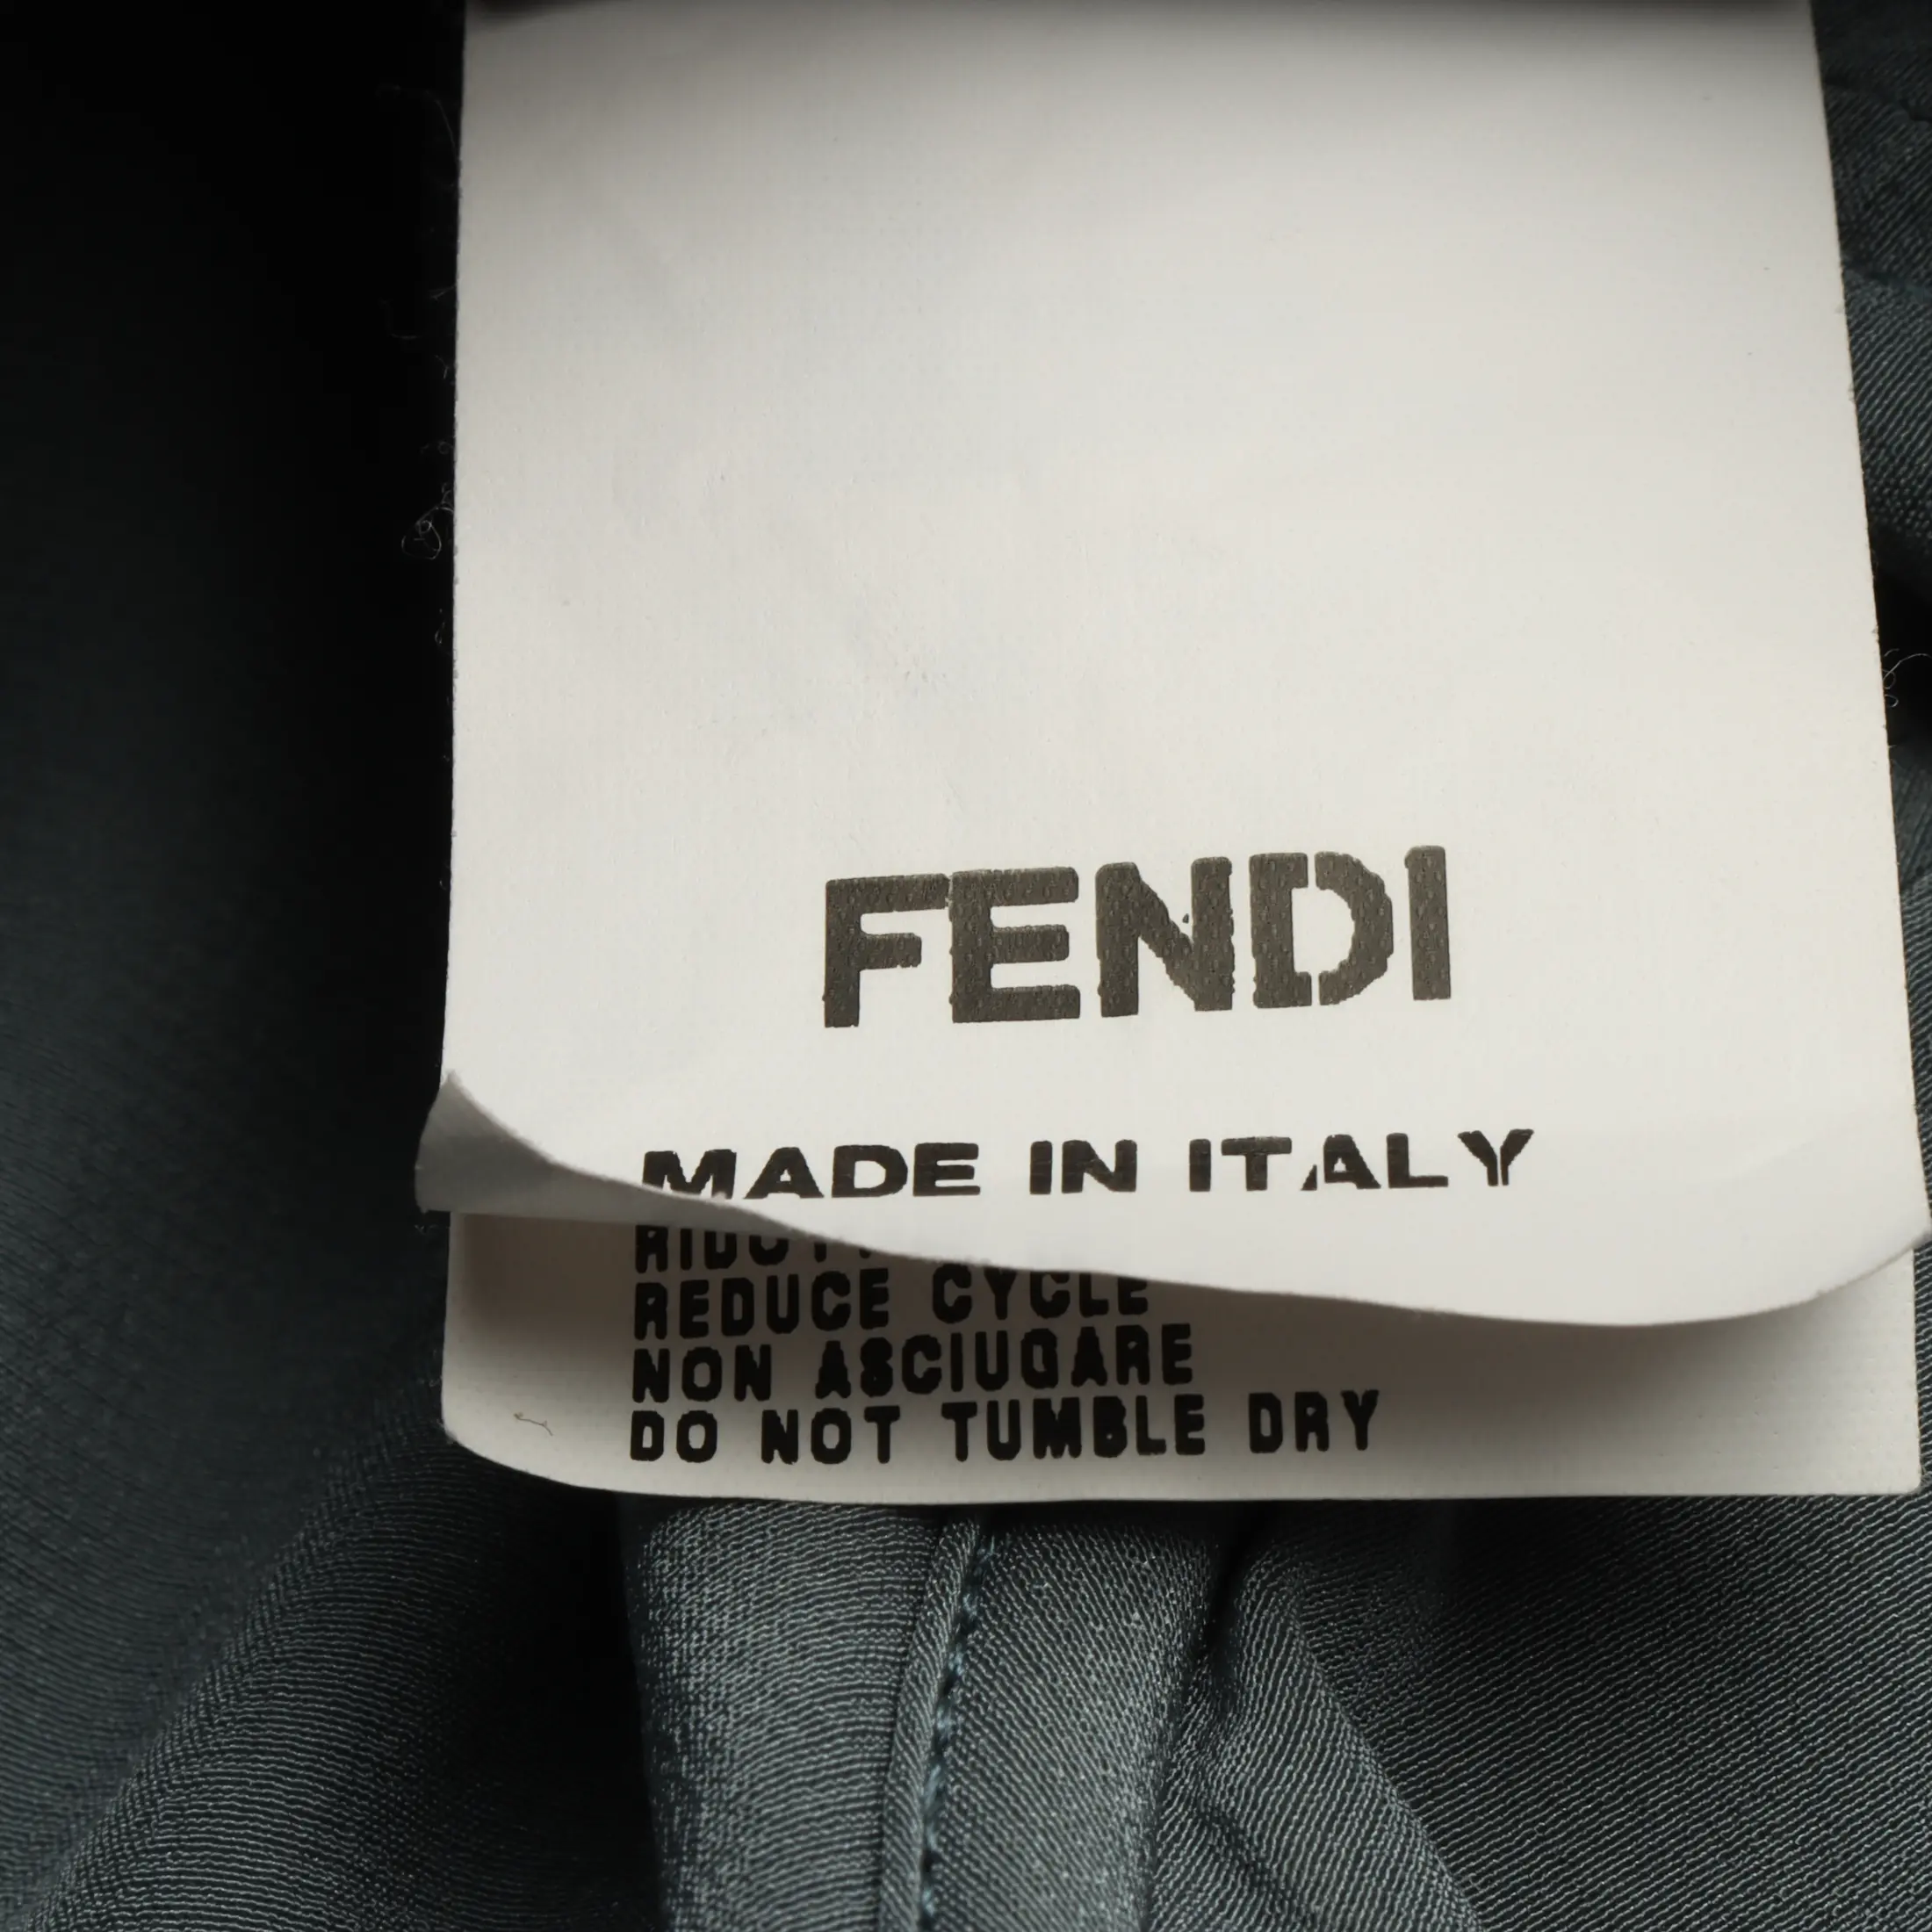 FENDI
MADE IN ITALY
REDUCE CYCLE
NON ASCIUGARE
DO NOT TUMBLE DRY